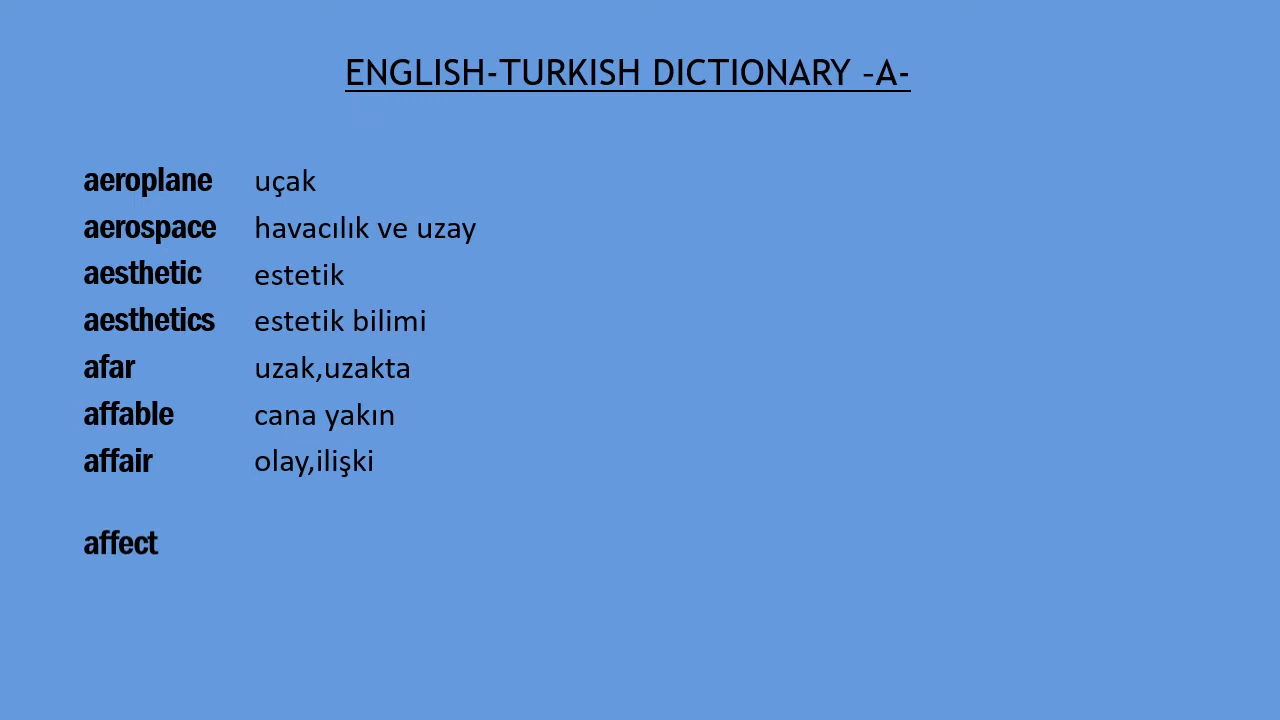 ENGLISH-TURKISH DICTIONARY –A-
aeroplane uçak
aerospace havacılık ve uzay
aesthetic estetik
aesthetics estetik bilimi
afar uzak,uzakta
affable cana yakın
affair olay,ilişki
affect